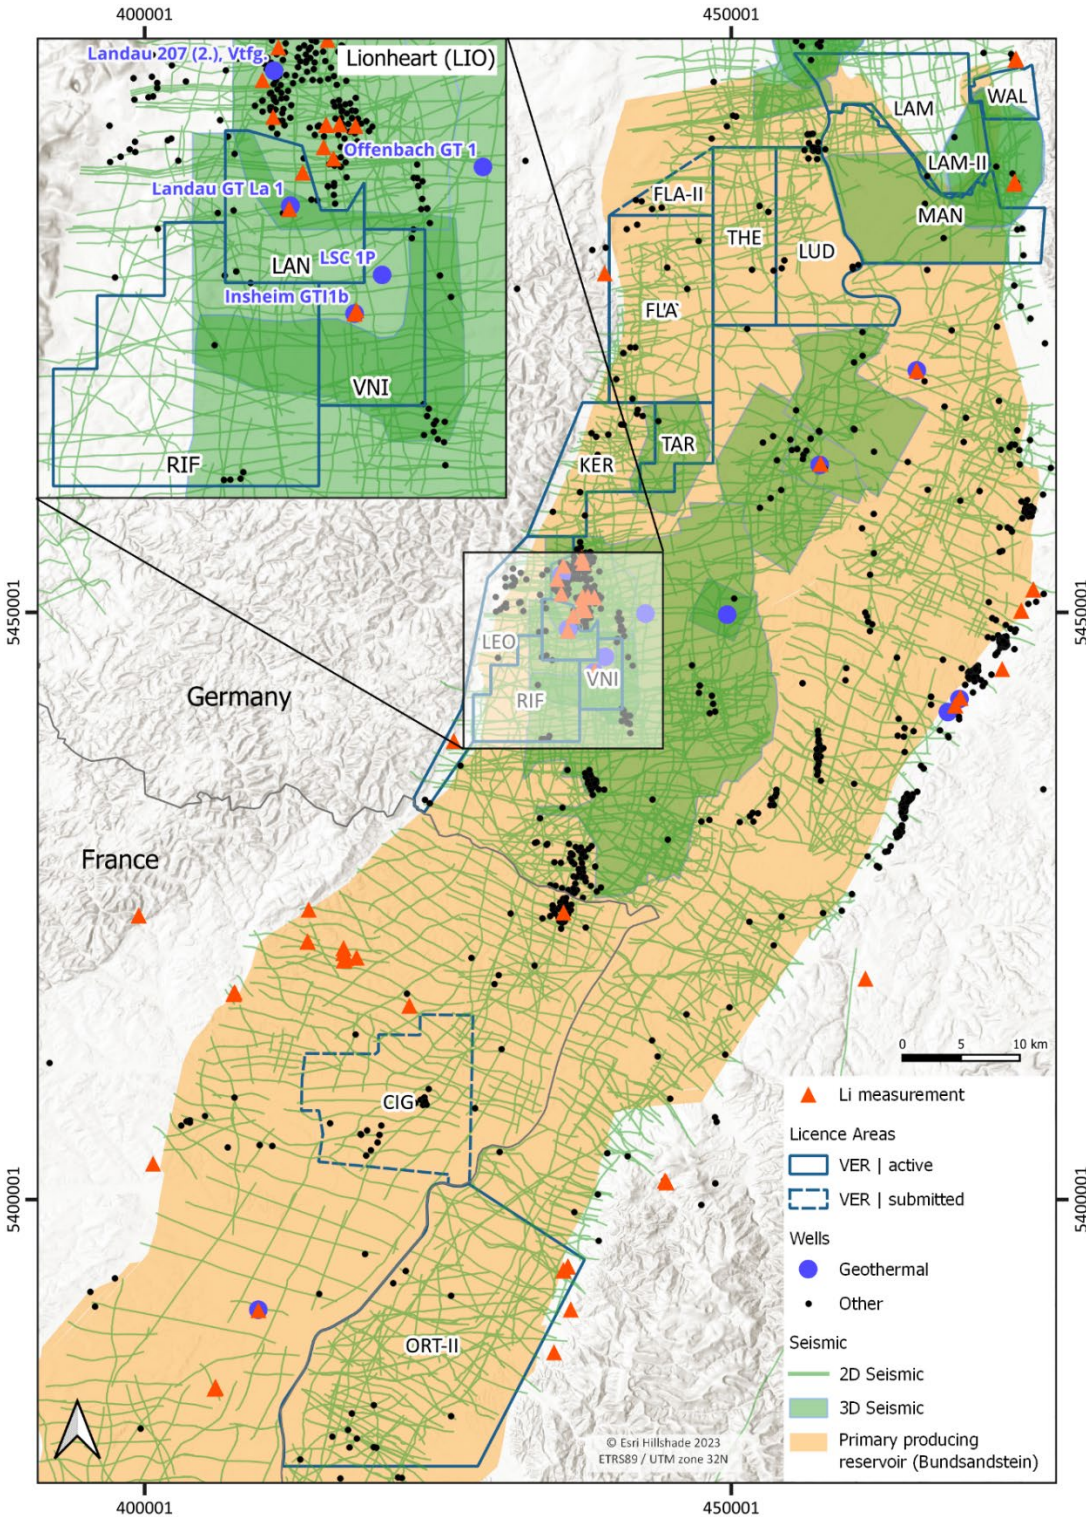 400001
450001
Landau 207 (2.), Vtfg.
Lionheart (LIO)
Offenbach GT 1
Landau GT La 1
LAN
LSC 1P
Insheim GTI1b
VNI
RIF
LAM
WAL
LAM-II
MAN
FLA-II
THE
LUD
FLA
KER
TAR
5450001
5450001
LEO
VNI
RIF
Germany
France
CIG
ORT-II
0 5 10 km
Li measurement
Licence Areas
VER | active
VER | submitted
Wells
Geothermal
Other
Seismic
2D Seismic
3D Seismic
Primary producing
reservoir (Bundsandstein)
5400001
5400001
© Esri Hillshade 2023
ETRS89 / UTM zone 32N
400001
450001